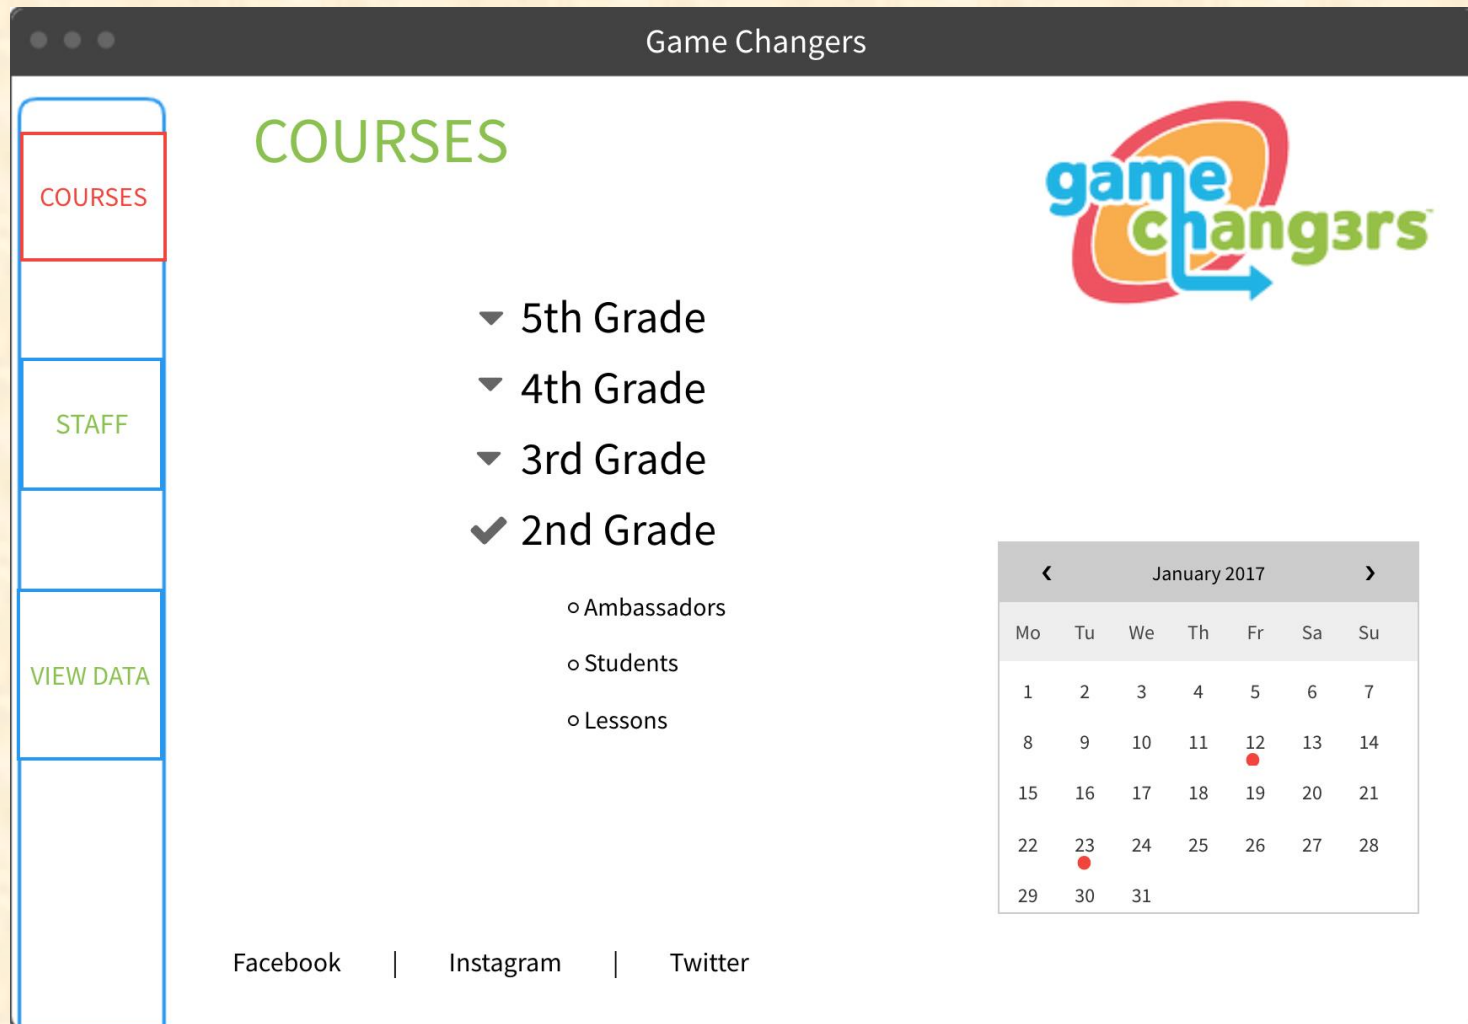 Game Changers
COURSES
STAFF
VIEW DATA
COURSES
game
chang3rs™
5th Grade
4th Grade
3rd Grade
2nd Grade
Ambassadors
Students
Lessons
January 2017
Mo Tu We Th Fr Sa Su
1 2 3 4 5 6 7
8 9 10 11 12 13 14
15 16 17 18 19 20 21
22 23 24 25 26 27 28
29 30 31
Facebook | Instagram | Twitter